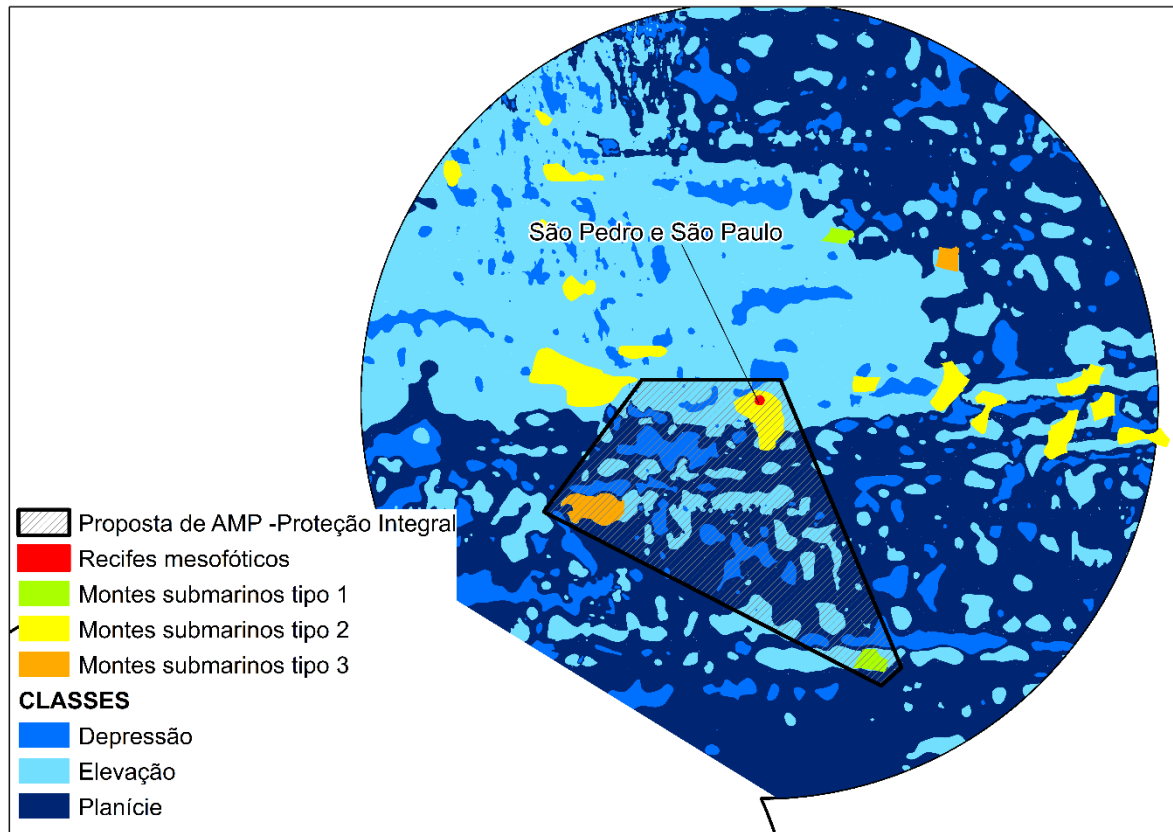 São Pedro e São Paulo
Proposta de AMP -Proteção Integral
Recifes mesofóticos
Montes submarinos tipo 1
Montes submarinos tipo 2
Montes submarinos tipo 3
CLASSES
Depressão
Elevação
Planície